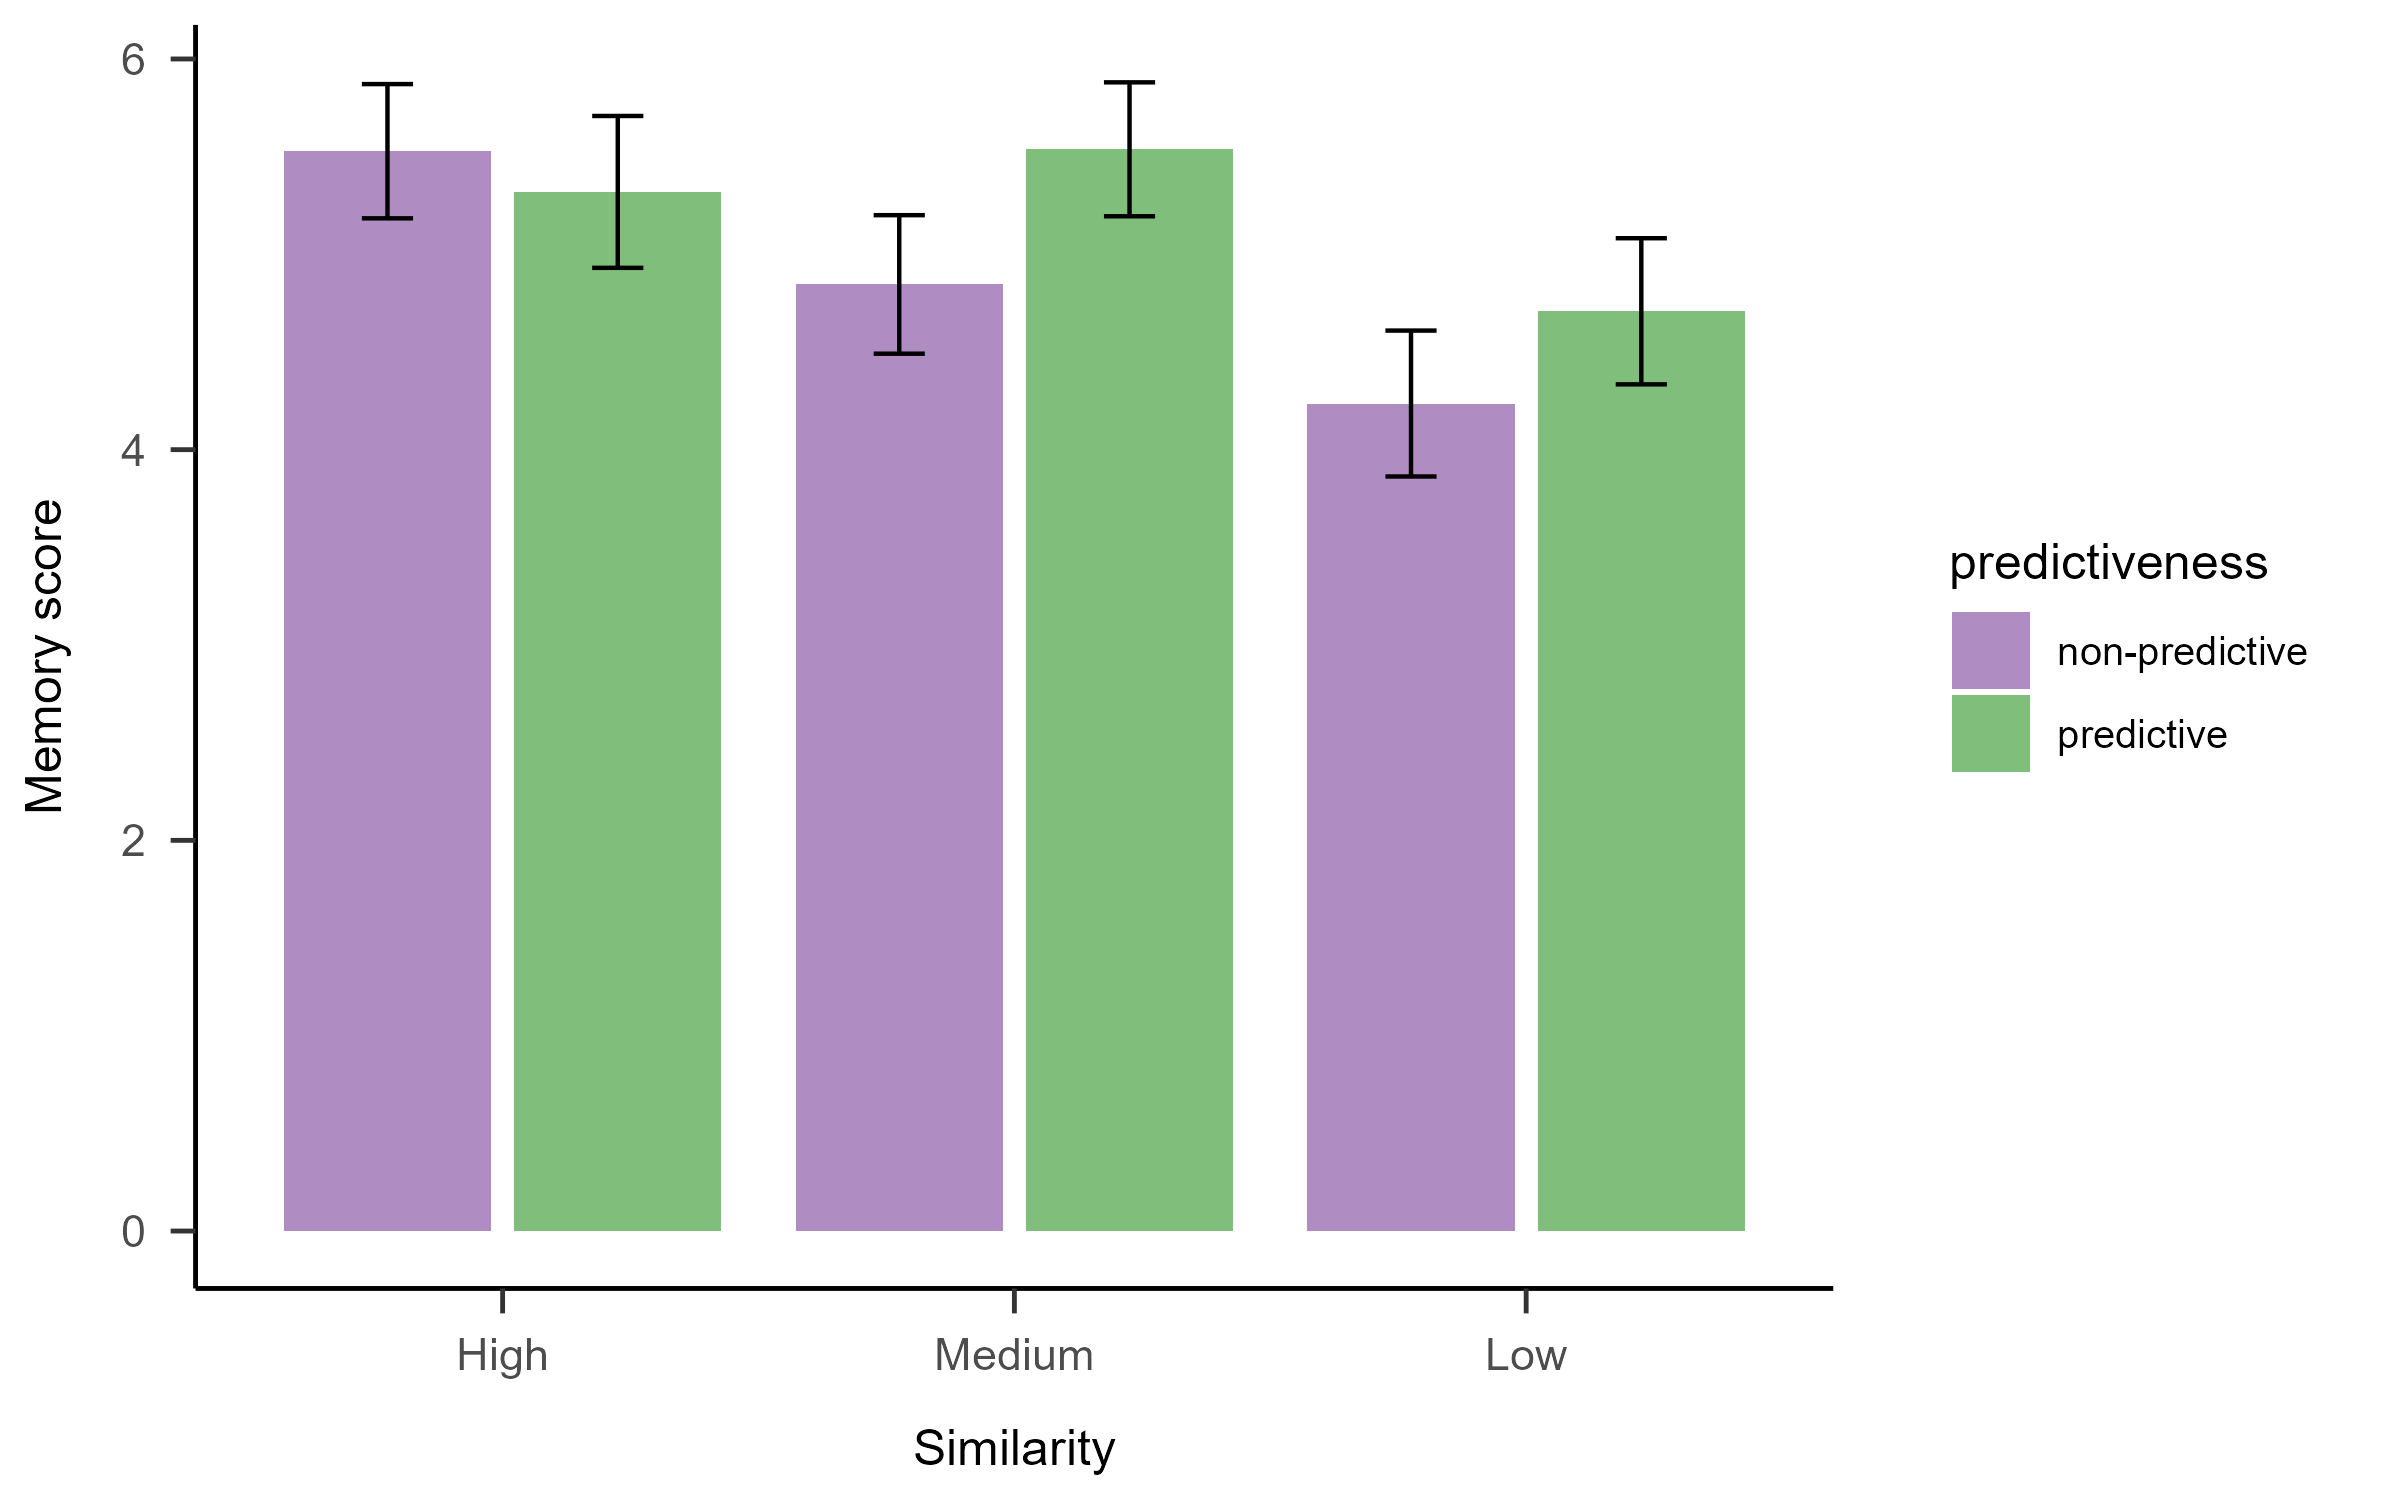 6
4
2
0
Memory score
High
Medium
Low
Similarity
predictiveness
non-predictive
predictive